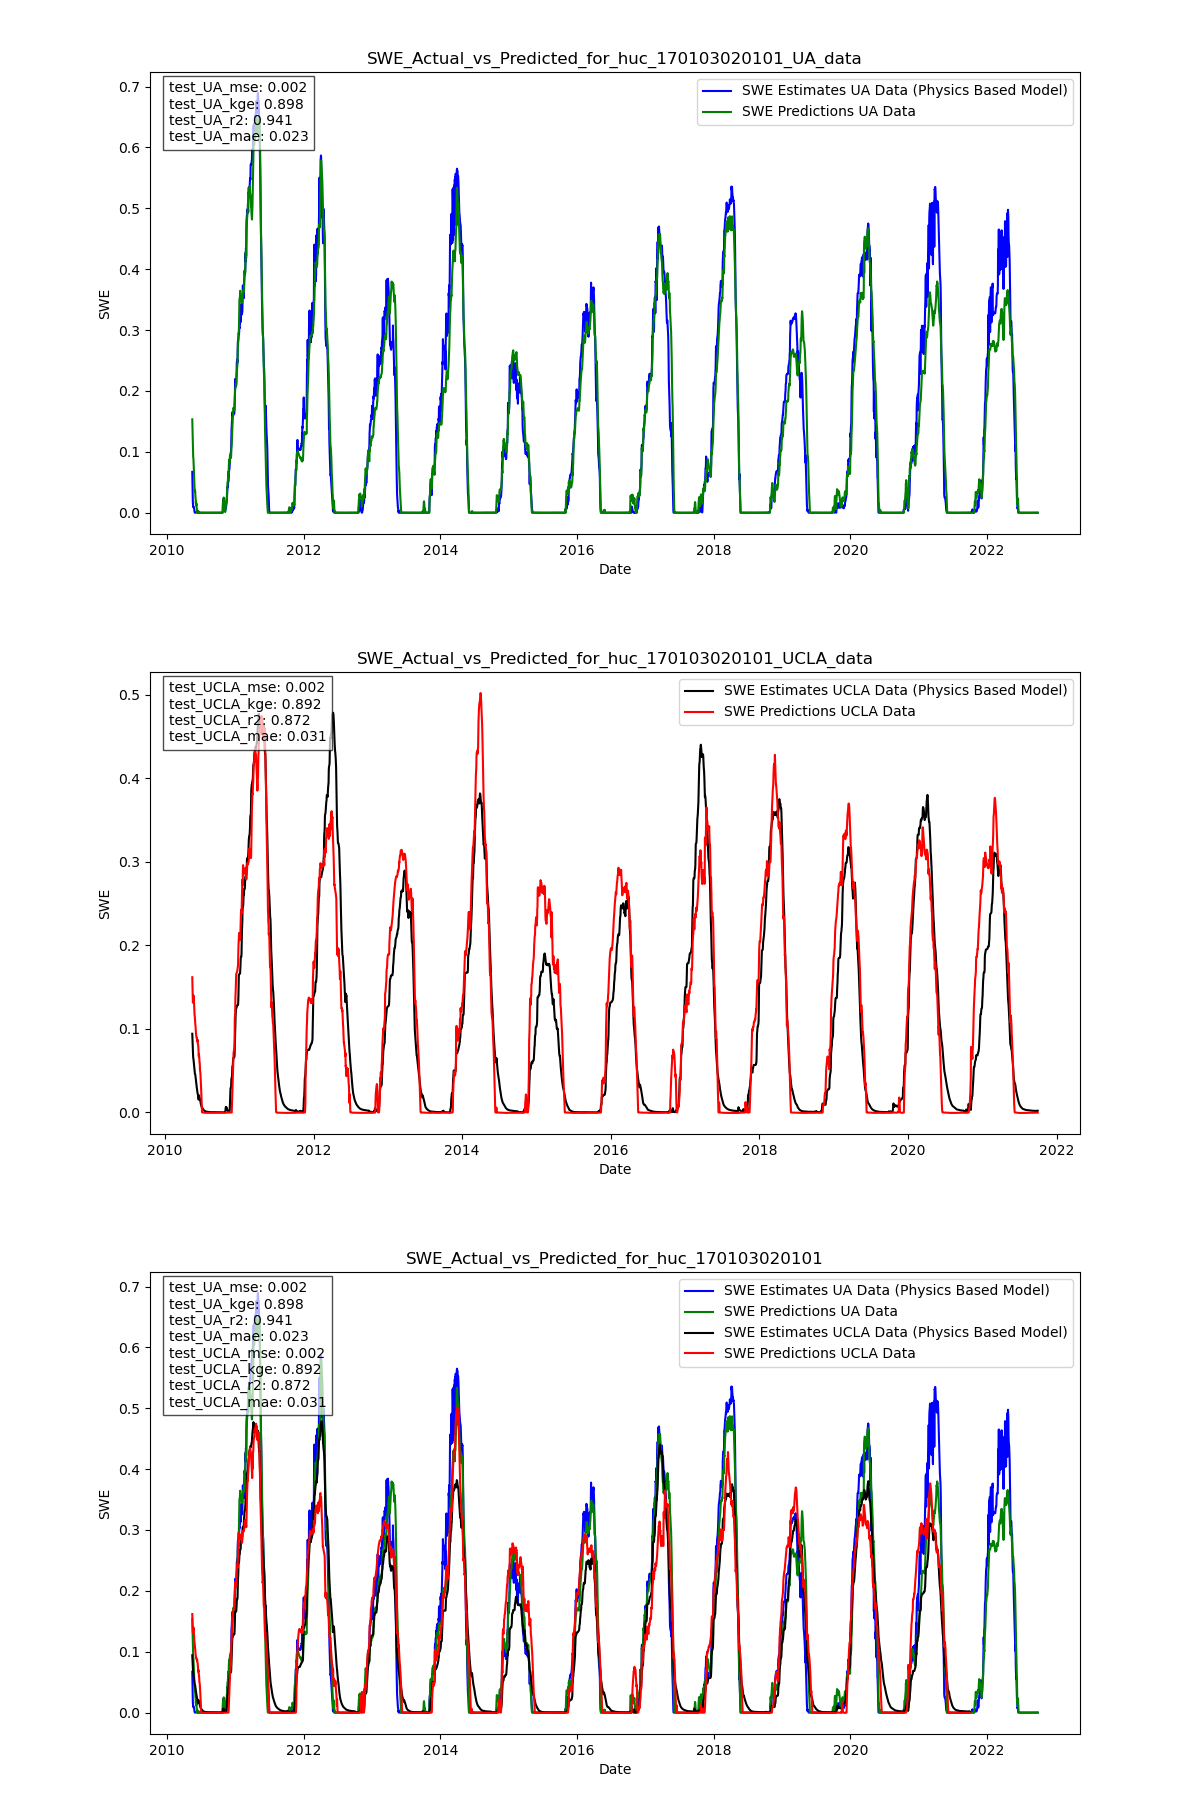 SWE_Actual_vs_Predicted_for_huc_170103020101_UA_data
test_UA_mse: 0.002
test_UA_kge: 0.898
test_UA_r2: 0.941
test_UA_mae: 0.023
SWE Estimates UA Data (Physics Based Model)
SWE Predictions UA Data
0.7
0.6
0.5
0.4
0.3
0.2
0.1
0.0
SWE
2010 2012 2014 2016 2018 2020 2022
Date
SWE_Actual_vs_Predicted_for_huc_170103020101_UCLA_data
test_UCLA_mse: 0.002
test_UCLA_kge: 0.892
test_UCLA_r2: 0.872
test_UCLA_mae: 0.031
SWE Estimates UCLA Data (Physics Based Model)
SWE Predictions UCLA Data
0.5
0.4
0.3
0.2
0.1
0.0
SWE
2010 2012 2014 2016 2018 2020 2022
Date
SWE_Actual_vs_Predicted_for_huc_170103020101
test_UA_mse: 0.002
test_UA_kge: 0.898
test_UA_r2: 0.941
test_UA_mae: 0.023
test_UCLA_mse: 0.002
test_UCLA_kge: 0.892
test_UCLA_r2: 0.872
test_UCLA_mae: 0.031
SWE Estimates UA Data (Physics Based Model)
SWE Predictions UA Data
SWE Estimates UCLA Data (Physics Based Model)
SWE Predictions UCLA Data
0.7
0.6
0.5
0.4
0.3
0.2
0.1
0.0
SWE
2010 2012 2014 2016 2018 2020 2022
Date